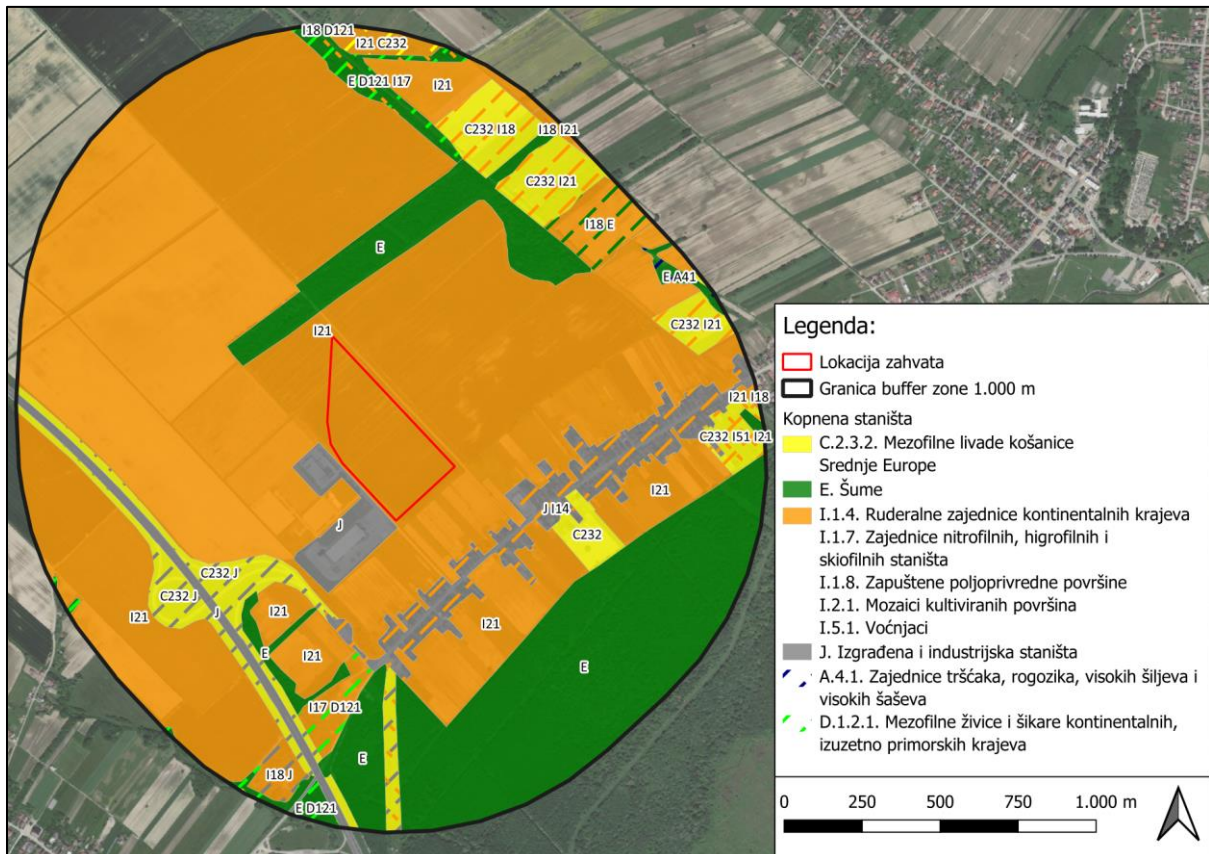 I18 D121
I21 C232
E D121 I17
I21
C232 I18
I18 I21
C232 I21
I18 E
E
E A41
C232 I21
I21
I21 I18
C232 I51 I21
I21
J I14
J
C232
C232 J
C232 J
J
I21
I21
I21
E
I21
E
I17 D121
E
I18 J
E D121
Legenda:
Lokacija zahvata
Granica buffer zone 1.000 m
Kopnena staništa
C.2.3.2. Mezofilne livade košanice
Srednje Europe
E. Šume
I.1.4. Ruderalne zajednice kontinentalnih krajeva
I.1.7. Zajednice nitrofilnih, higrofilnih i
skiofilnih staništa
I.1.8. Zapuštene poljoprivredne površine
I.2.1. Mozaici kultiviranih površina
I.5.1. Voćnjaci
J. Izgrađena i industrijska staništa
A.4.1. Zajednice tršćaka, rogozika, visokih šiljeva i
visokih šaševa
D.1.2.1. Mezofilne živice i šikare kontinentalnih,
izuzetno primorskih krajeva
0 250 500 750 1.000 m